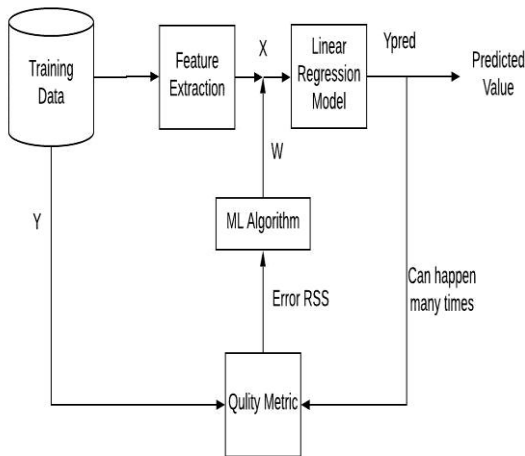 Training
Data
Feature
Extraction
X
Linear
Regression
Model
Ypred
Predicted
Value
W
ML Algorithm
Y
Error RSS
Can happen
many times
Qulity Metric